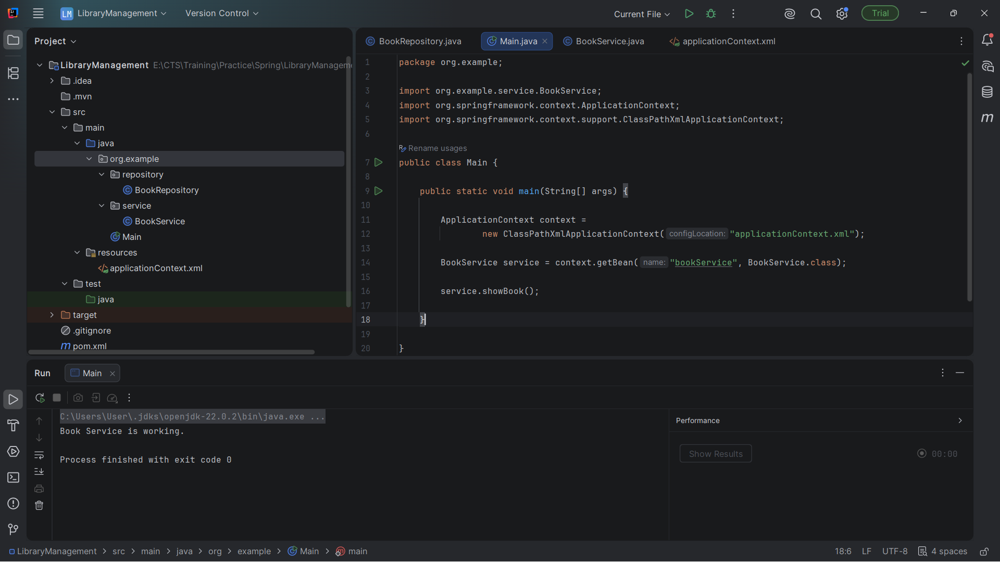 LM LibraryManagement Version Control Current File Trial
Project
LibraryManagement E:\CTS\Training\Practice\Spring\LibraryManageme
.idea
.mvn
src
main
java
org.example
repository
BookRepository
service
BookService
Main
resources
applicationContext.xml
test
java
target
.gitignore
pom.xml
BookRepository.java Main.java BookService.java applicationContext.xml
1 package org.example;
2
3 import org.example.service.BookService;
4 import org.springframework.context.ApplicationContext;
5 import org.springframework.context.support.ClassPathXmlApplicationContext;
6
Rename usages
7 public class Main {
8
9 public static void main(String[] args) {
10
11 ApplicationContext context =
12 new ClassPathXmlApplicationContext( configLocation: "applicationContext.xml");
13
14 BookService service = context.getBean( name: "bookService", BookService.class);
15
16 service.showBook();
17
18 }
19
20 }
Run Main
C:\Users\User\.jdks\openjdk-22.0.2\bin\java.exe ...
Book Service is working.
Process finished with exit code 0
Performance
Show Results 00:00
LibraryManagement > src > main > java > org > example > Main > main 18:6 LF UTF-8 4 spaces